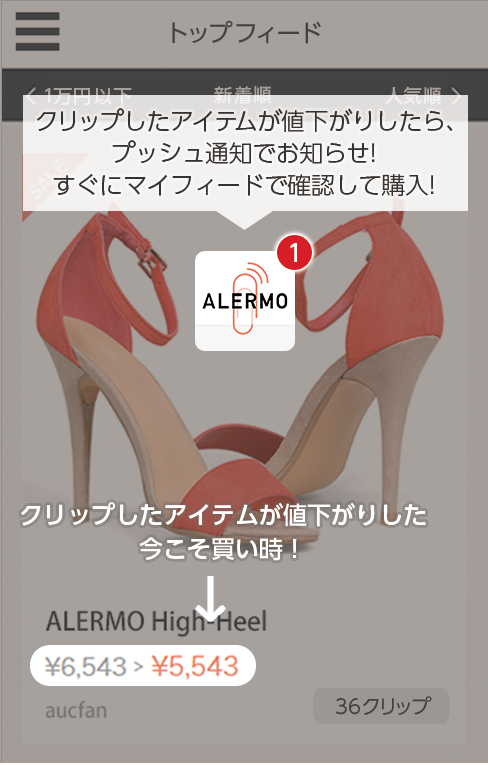 トップフィード
1万円以下
新着順
人気順
クリップしたアイテムが値下がりしたら、
プッシュ通知でお知らせ!
すぐにマイフィードで確認して購入!
SALE
1
ALERMO
クリップしたアイテムが値下がりした
今こそ買い時！
ALERMO High-Heel
¥6,543 > ¥5,543
aucfan
36クリップ